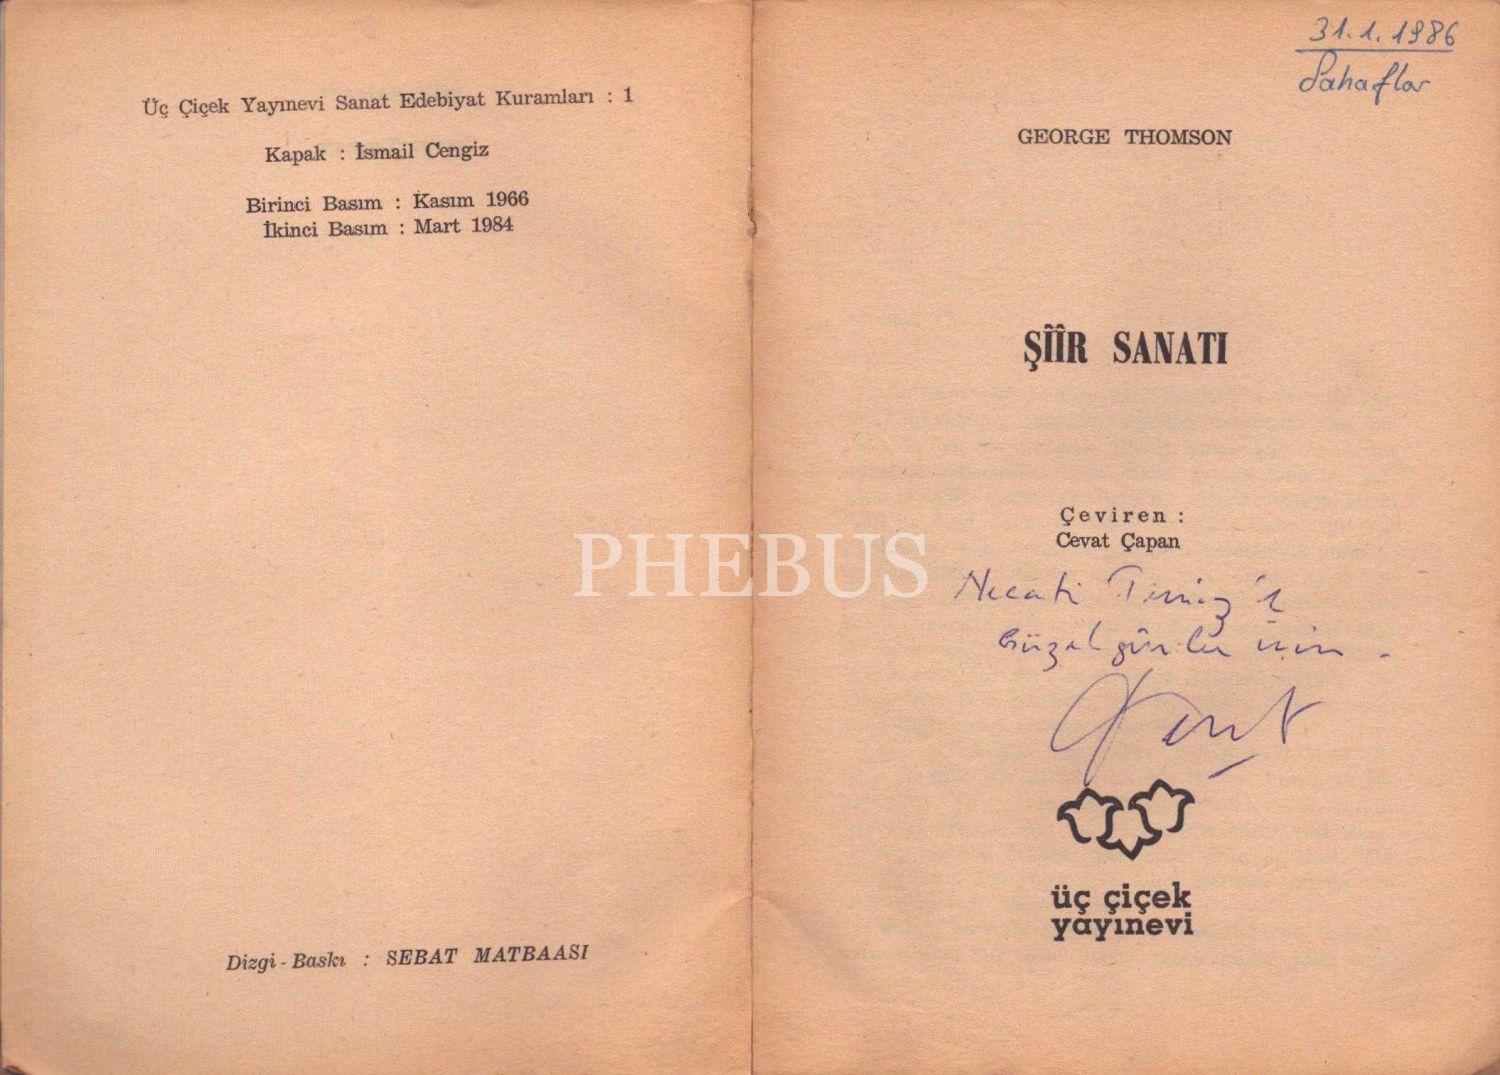 Üç Çiçek Yayınevi Sanat Edebiyat Kuramları : 1
Kapak : İsmail Cengiz
Birinci Basım : Kasım 1966
İkinci Basım : Mart 1984
Dizgi - Baskı : SEBAT MATBAASI
31.1.1986
Sahaflar
GEORGE THOMSON
ŞÎÎR SANATI
Çeviren :
Cevat Çapan
Necati
Güzel günler için .
üç çiçek
yayınevi
PHEBUS